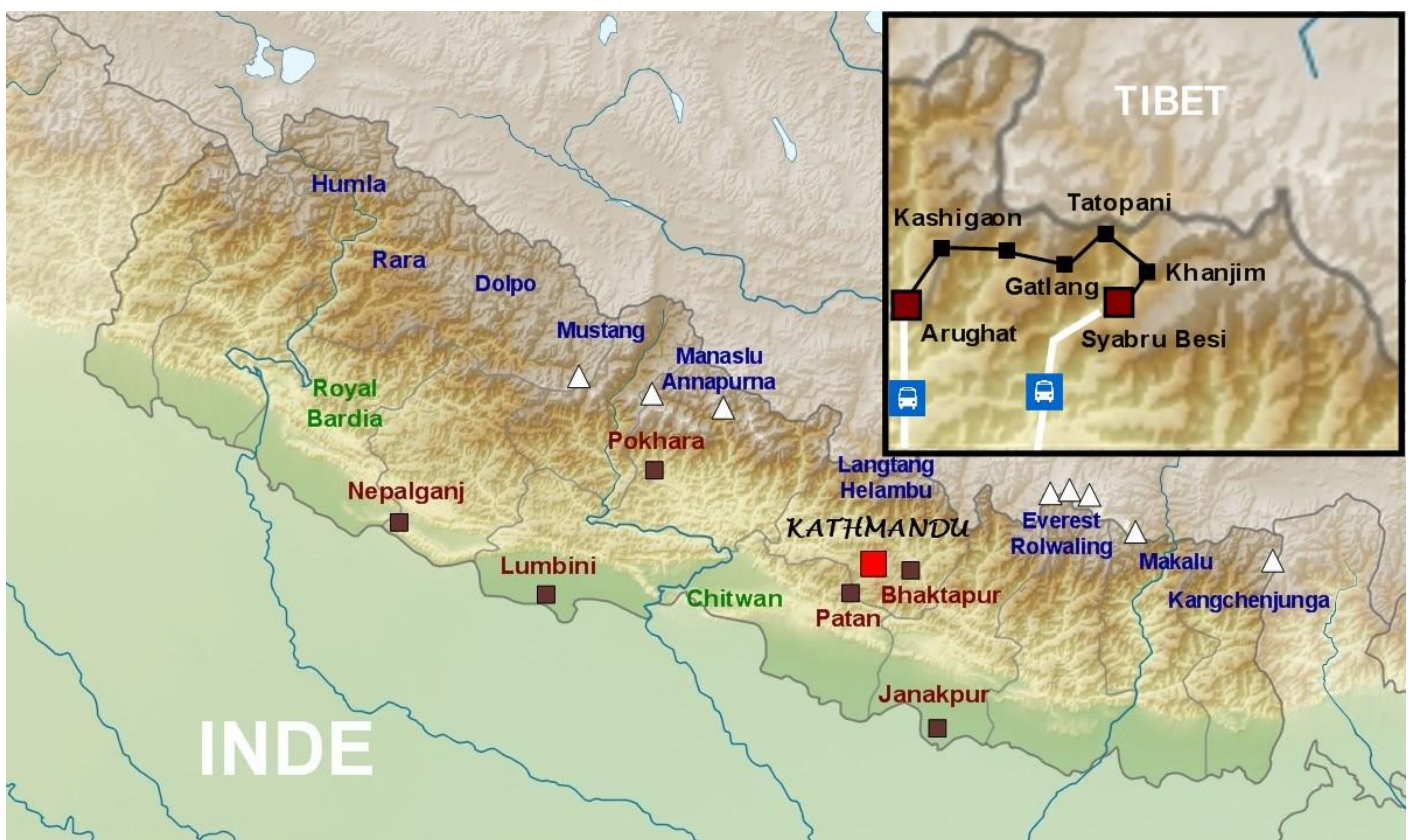 TIBET
Tatopani
Kashigaon
Khanjim
Gatlang
Arughat
Syabru Besi
Humla
Rara
Dolpo
Mustang
Manaslu
Annapurna
Royal
Bardia
Pokhara
Langtang
Helambu
Nepalganj
KATHMANDU
Everest
Rolwaling
Makalu
Lumbini
Chitwan
Bhaktapur
Patan
Kangchenjunga
Janakpur
INDE